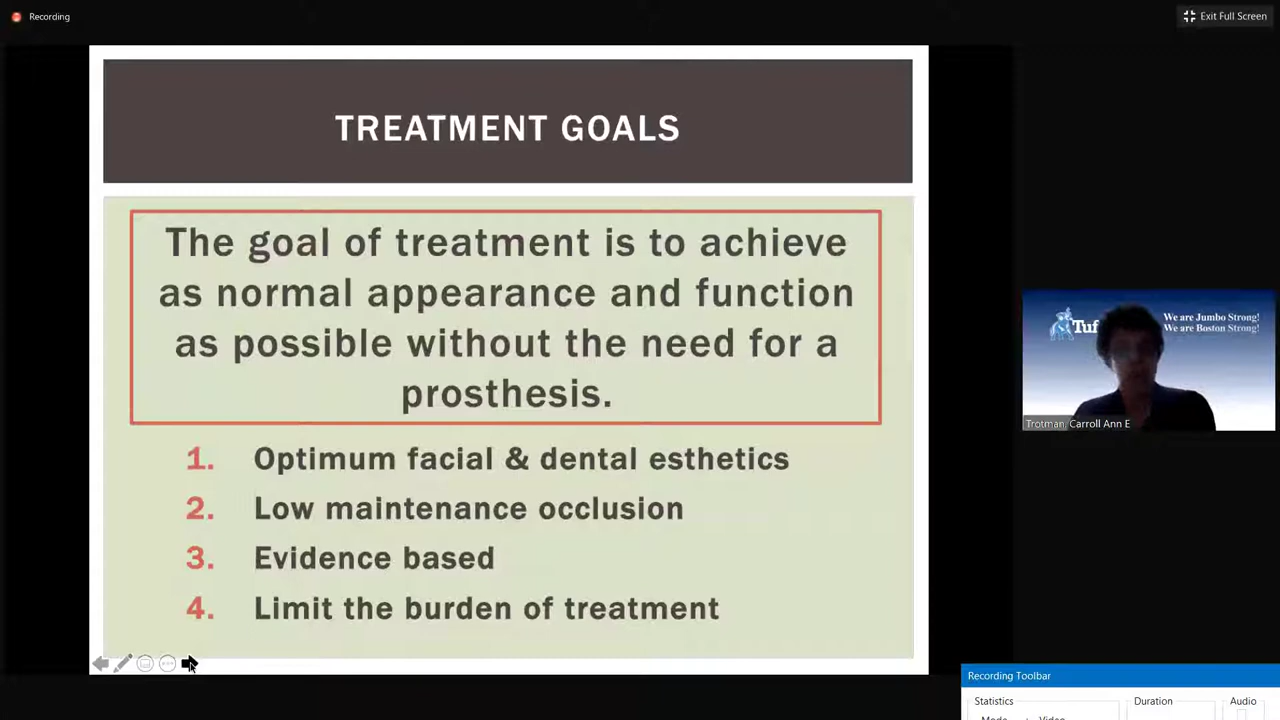 Recording
Exit Full Screen
TREATMENT GOALS
The goal of treatment is to achieve
as normal appearance and function
as possible without the need for a
prosthesis.
1. Optimum facial & dental esthetics
2. Low maintenance occlusion
3. Evidence based
4. Limit the burden of treatment
Tuf
We are Jumbo Strong!
We are Boston Strong!
Trotman, Carroll Ann E
Recording Toolbar
Statistics Duration Audio
Mode Video